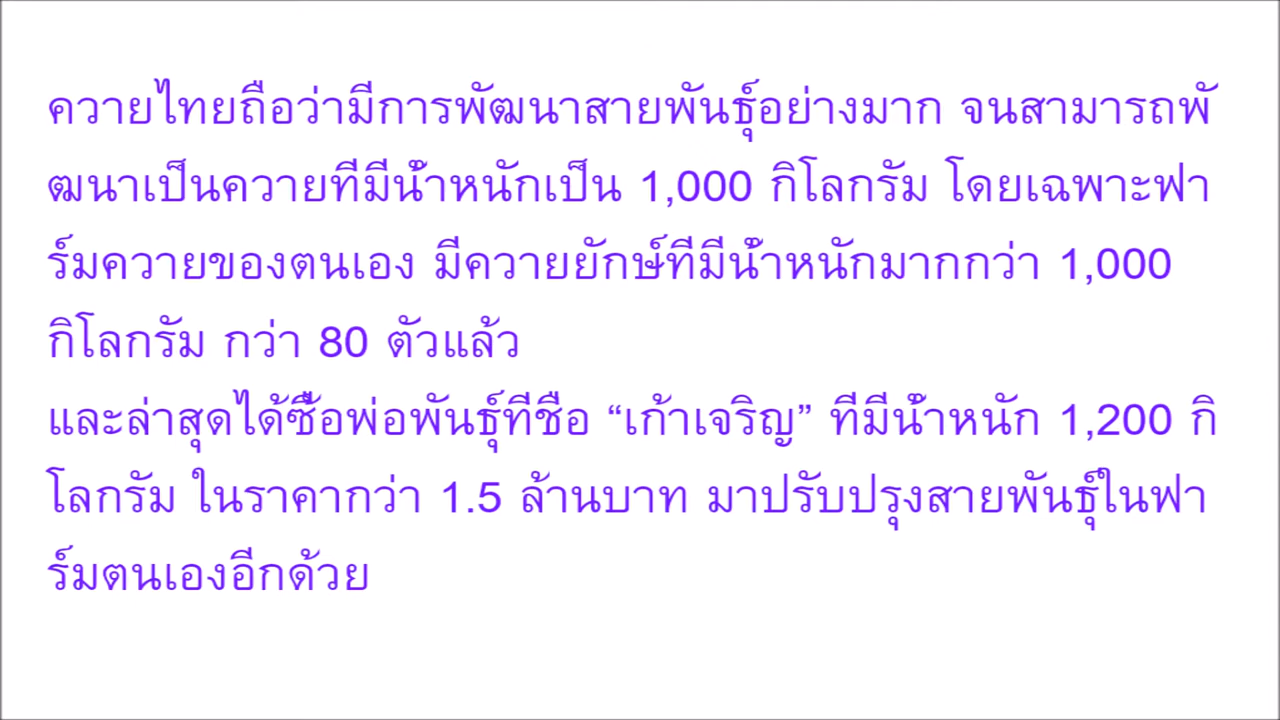 ควายไทยถือว่ามีการพัฒนาสายพันธุ์อย่างมาก จนสามารถพั
ฒนาเป็นควายที่มีน้ำหนักเป็น 1,000 กิโลกรัม โดยเฉพาะฟา
ร์มควายของตนเอง มีควายยักษ์ที่มีน้ำหนักมากกว่า 1,000
กิโลกรัม กว่า 80 ตัวแล้ว
และล่าสุดได้ซื้อพ่อพันธุ์ที่ชื่อ “เก้าเจริญ” ที่มีน้ำหนัก 1,200 กิ
โลกรัม ในราคากว่า 1.5 ล้านบาท มาปรับปรุงสายพันธุ์ในฟา
ร์มตนเองอีกด้วย